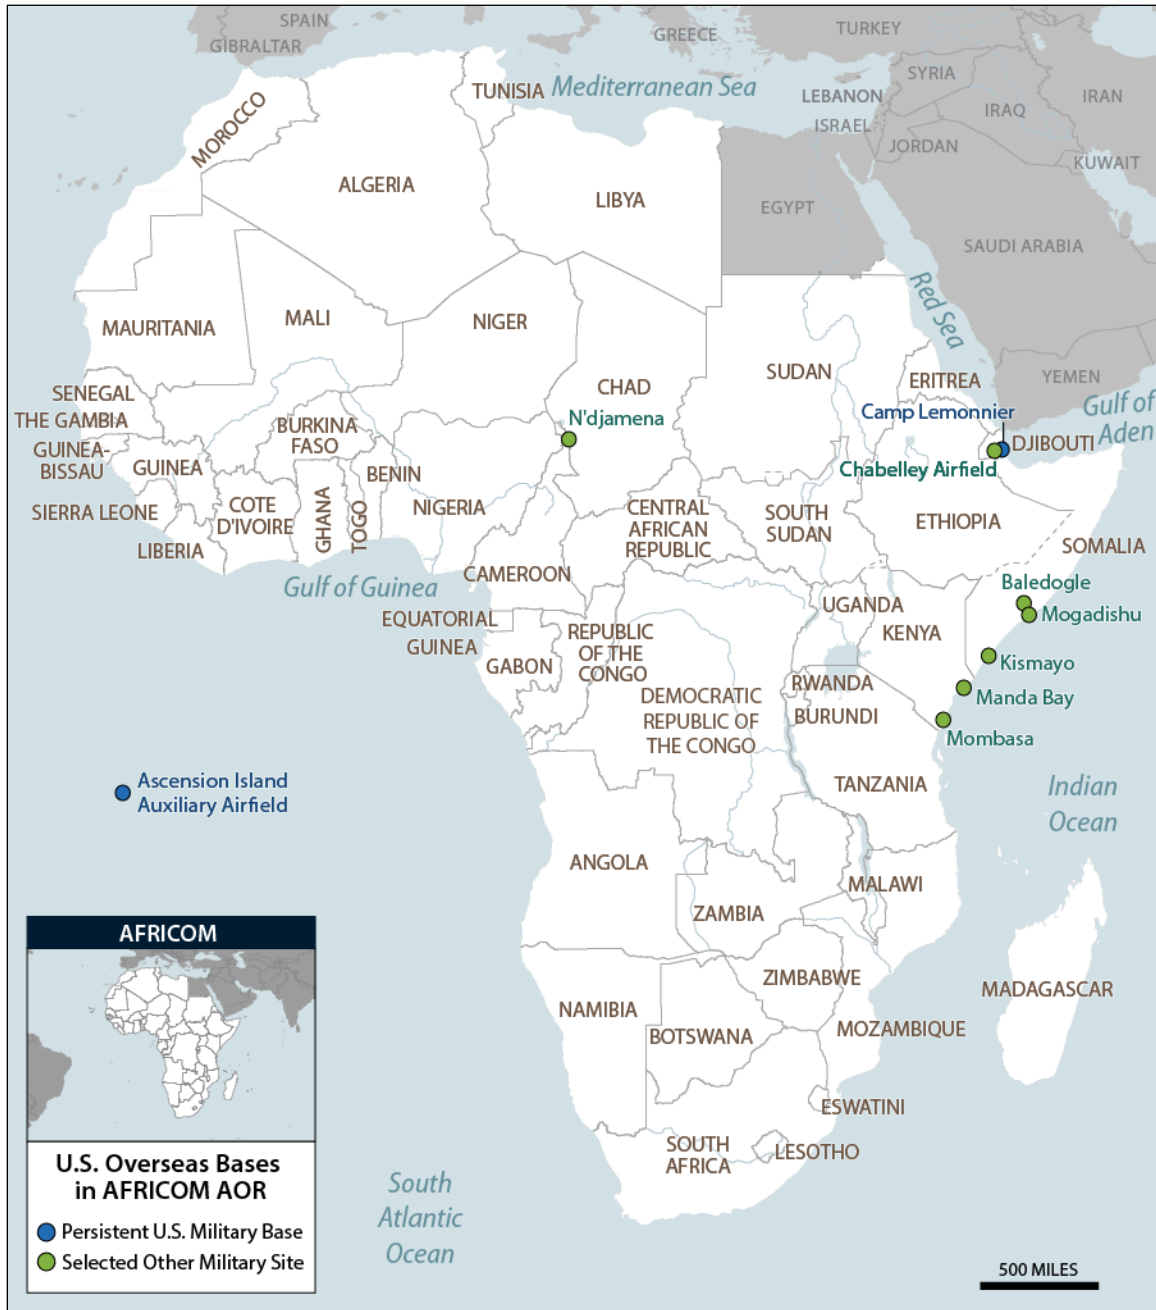 SPAIN
GIBRALTAR
GREECE
TURKEY
SYRIA
LEBANON
IRAQ
IRAN
ISRAEL
JORDAN
KUWAIT
TUNISIA
Mediterranean Sea
MOROCCO
ALGERIA
LIBYA
EGYPT
SAUDI ARABIA
Red Sea
MAURITANIA
MALI
NIGER
CHAD
SUDAN
ERITREA
YEMEN
SENEGAL
THE GAMBIA
GUINEA-
BISSAU
GUINEA
SIERRA LEONE
LIBERIA
COTE
D'IVOIRE
BURKINA
FASO
GHANA
TOGO
BENIN
NIGERIA
N'djamena
Camp Lemonnier
Gulf of
Aden
DJIBOUTI
Chabelley Airfield
CENTRAL
AFRICAN
REPUBLIC
SOUTH
SUDAN
ETHIOPIA
SOMALIA
CAMEROON
Gulf of Guinea
EQUATORIAL
GUINEA
GABON
REPUBLIC
OF THE
CONGO
UGANDA
KENYA
Baledogle
Mogadishu
Kismayo
Manda Bay
Mombasa
RWANDA
BURUNDI
DEMOCRATIC
REPUBLIC OF
THE CONGO
TANZANIA
Indian
Ocean
Ascension Island
Auxiliary Airfield
ANGOLA
ZAMBIA
MALAWI
ZIMBABWE
MOZAMBIQUE
MADAGASCAR
NAMIBIA
BOTSWANA
ESWATINI
SOUTH
AFRICA
LESOTHO
South
Atlantic
Ocean
AFRICOM
U.S. Overseas Bases
in AFRICOM AOR
Persistent U.S. Military Base
Selected Other Military Site
500 MILES